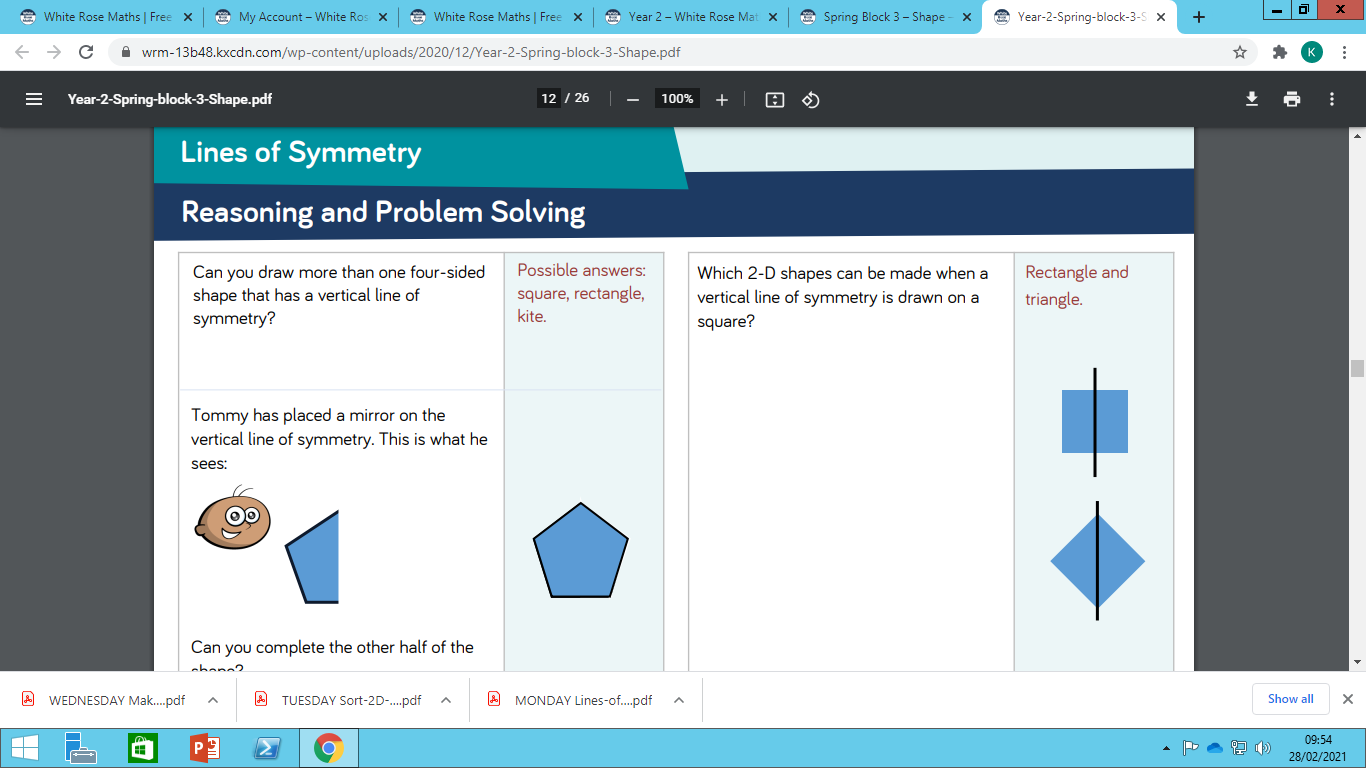 White Rose Maths | Free
My Account – White Ros
White Rose Maths | Free
Year 2 – White Rose Mat
Spring Block 3 – Shape –
Year-2-Spring-block-3-S
wrm-13b48.kxcdn.com/wp-content/uploads/2020/12/Year-2-Spring-block-3-Shape.pdf
K
Year-2-Spring-block-3-Shape.pdf
12 / 26
100%
Lines of Symmetry
Reasoning and Problem Solving
Can you draw more than one four-sided
shape that has a vertical line of
symmetry?
Possible answers:
square, rectangle,
kite.
Tommy has placed a mirror on the
vertical line of symmetry. This is what he
sees:
Can you complete the other half of the
shape?
Which 2-D shapes can be made when a
vertical line of symmetry is drawn on a
square?
Rectangle and
triangle.
WEDNESDAY Mak....pdf
TUESDAY Sort-2D-....pdf
MONDAY Lines-of....pdf
Show all
09:54
28/02/2021